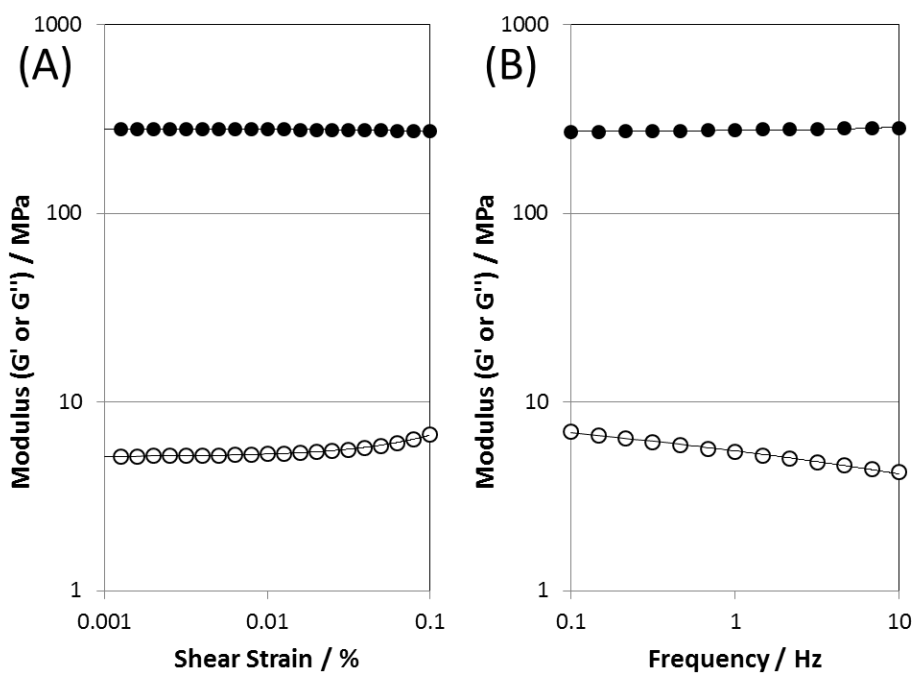 (A)
Modulus (G' or G'') / MPa
1000
100
10
1
0.001
0.01
0.1
Shear Strain / %
(B)
Modulus (G' or G'') / MPa
1000
100
10
1
0.1
1
10
Frequency / Hz